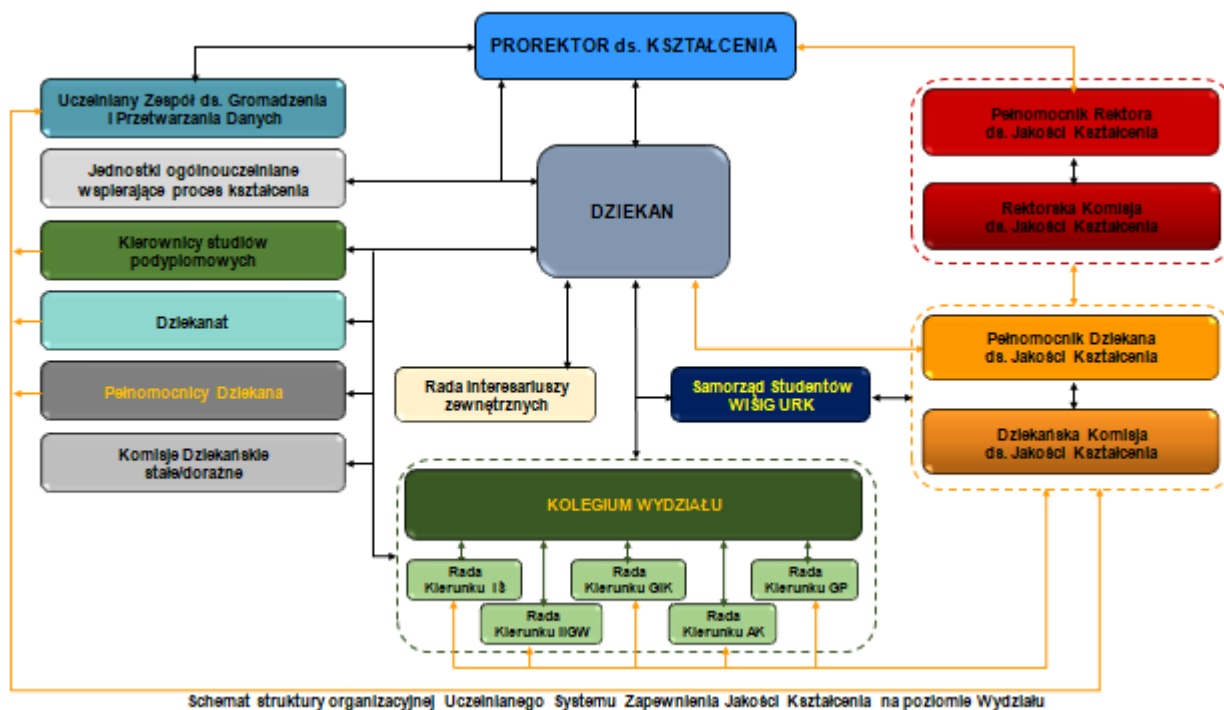 PROREKTOR ds. KSZTAŁCENIA
Uczelniany Zespół ds. Gromadzenia
i Przetwarzania Danych
Jednostki ogólnouczelniane
wspierające proces kształcenia
Kierownicy studiów
podyplomowych
Dziekanat
Pełnomocnicy Dziekana
Komisje Dziekańskie
stałe/doraźne
DZIEKAN
Rada Interesariuszy
zewnętrznych
Samorząd Studentów
WIŚIG URK
Pełnomocnik Rektora
ds. Jakości Kształcenia
Rektorska Komisja
ds. Jakości Kształcenia
Pełnomocnik Dziekana
ds. Jakości Kształcenia
Dziekańska Komisja
ds. Jakości Kształcenia
KOLEGIUM WYDZIAŁU
Rada
Kierunku IŚ
Rada
Kierunku IIGW
Rada
Kierunku GIK
Rada
Kierunku AK
Rada
Kierunku GP
Schemat struktury organizacyjnej Uczelnianego Systemu Zapewnienia Jakości Kształcenia na poziomie Wydziału